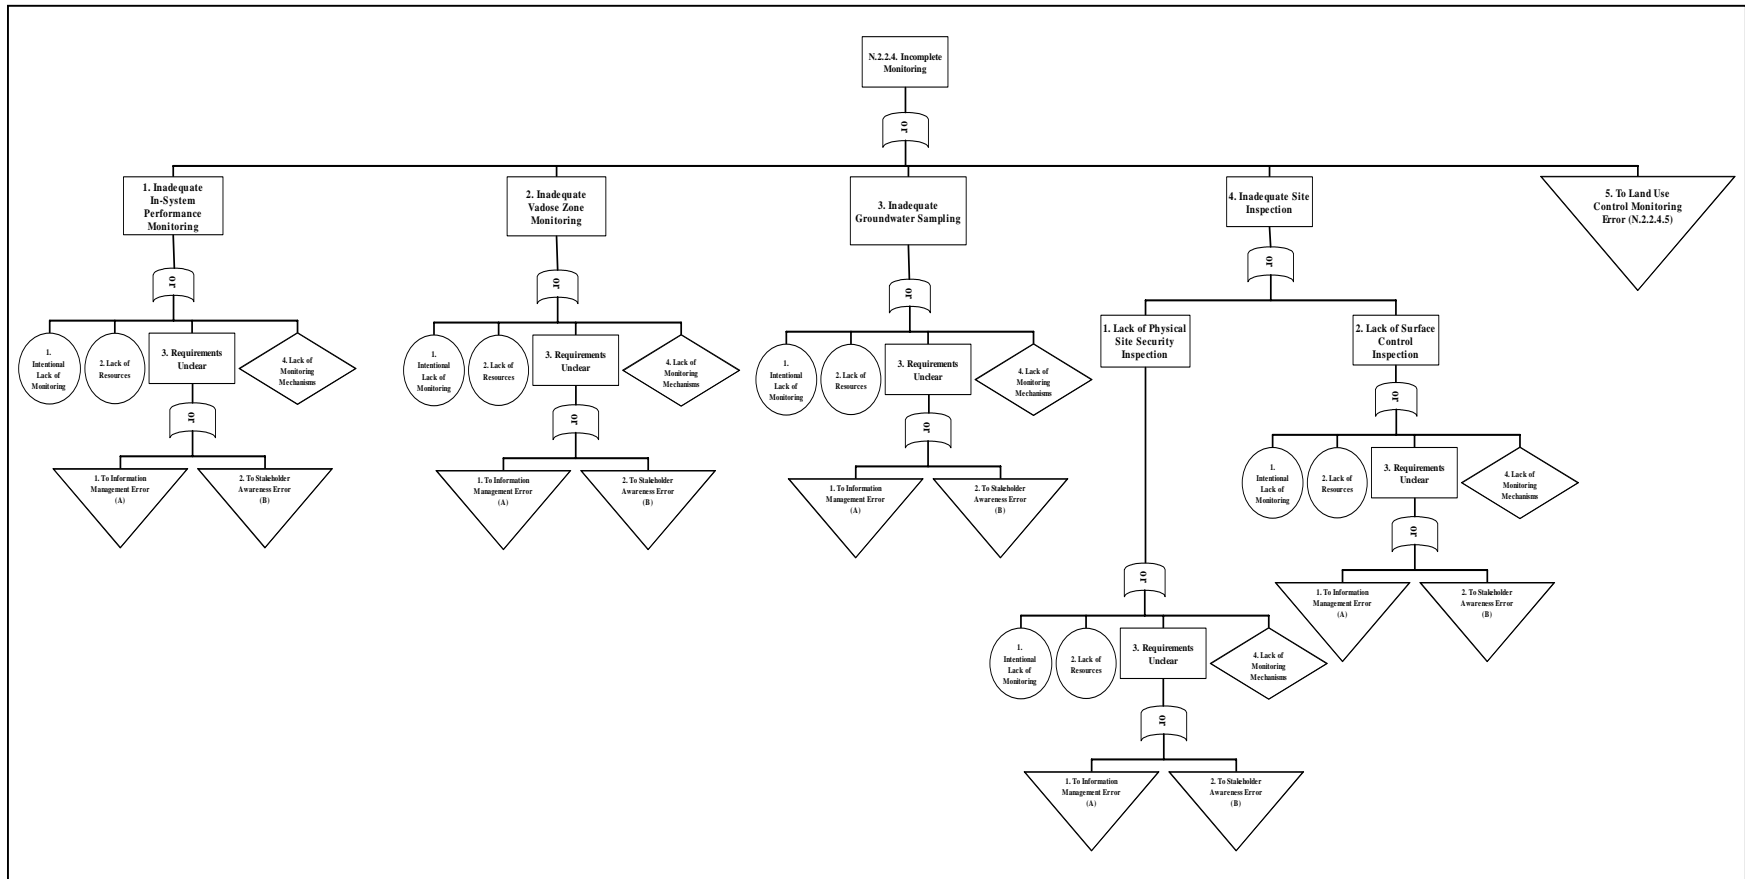 N.2.2.4. Incomplete
Monitoring
or
1. Inadequate
In-System
Performance
Monitoring
2. Inadequate
Vadose Zone
Monitoring
3. Inadequate
Groundwater Sampling
4. Inadequate Site
Inspection
5. To Land Use
Control Monitoring
Error (N.2.2.4.5)
or
1.
Intentional
Lack of
Monitoring
2. Lack of
Resources
3. Requirements
Unclear
4. Lack of
Monitoring
Mechanisms
or
1. To Information
Management Error
(A)
2. To Stakeholder
Awareness Error
(B)
or
1.
Intentional
Lack of
Monitoring
2. Lack of
Resources
3. Requirements
Unclear
4. Lack of
Monitoring
Mechanisms
or
1. To Information
Management Error
(A)
2. To Stakeholder
Awareness Error
(B)
or
1.
Intentional
Lack of
Monitoring
2. Lack of
Resources
3. Requirements
Unclear
4. Lack of
Monitoring
Mechanisms
or
1. To Information
Management Error
(A)
2. To Stakeholder
Awareness Error
(B)
or
1. Lack of Physical
Site Security
Inspection
or
1.
Intentional
Lack of
Monitoring
2. Lack of
Resources
3. Requirements
Unclear
4. Lack of
Monitoring
Mechanisms
or
1. To Information
Management Error
(A)
2. To Stakeholder
Awareness Error
(B)
2. Lack of Surface
Control
Inspection
or
1.
Intentional
Lack of
Monitoring
2. Lack of
Resources
3. Requirements
Unclear
4. Lack of
Monitoring
Mechanisms
or
1. To Information
Management Error
(A)
2. To Stakeholder
Awareness Error
(B)